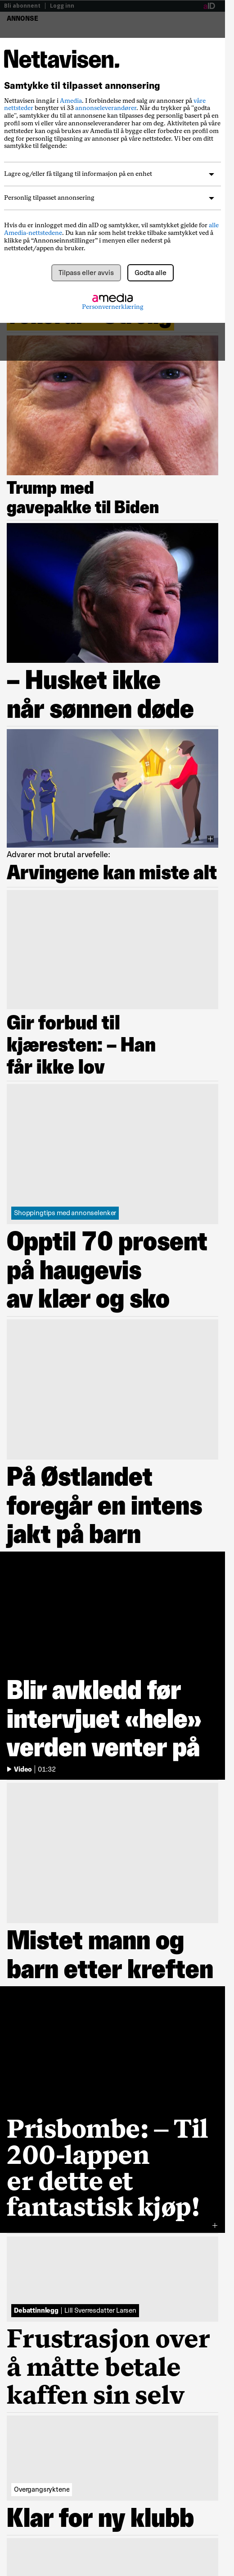 Bli abonnent | Logg inn
aID
ANNONSE
Nettavisen.
Samtykke til tilpasset annonsering
Nettavisen inngår i Amedia. I forbindelse med salg av annonser på våre
nettsteder benytter vi 33 annonseleverandører. Når du trykker på "godta
alle", samtykker du til at annonsene kan tilpasses deg personlig basert på din
bruk av oss og/eller våre annonseleverandører sine tjenester. Din adferd på våre
nettsteder kan også brukes av Amedia til å bygge eller forbedre en profil om
deg for personlig tilpasning av annonser på våre nettsteder. Vi ber om ditt
samtykke til følgende:
Lagre og/eller få tilgang til informasjon på en enhet
Personlig tilpasset annonsering
Hvis du er innlogget med din aID og samtykker, vil samtykket gjelde for alle
Amedia-nettstedene. Du kan når som helst trekke tilbake samtykket ved å
klikke på “Annonseinnstillinger” i menyen eller nederst på
nettstedet/appen du bruker.
Tilpass eller avvis
Godta alle
amedia
Personvernerklæring
Trump med
gavepakke til Biden
– Husket ikke
når sønnen døde
Advarer mot brutal arvefelle:
Arvingene kan miste alt
Gir forbud til
kjæresten: – Han
får ikke lov
Shoppingtips med annonselenker
Opptil 70 prosent
på haugevis
av klær og sko
På Østlandet
foregår en intens
jakt på barn
Blir avkledd før
intervjuet «hele»
verden venter på
Video | 01:32
Mistet mann og
barn etter kreften
Prisbombe: – Til
200-lappen
er dette et
fantastisk kjøp!
Debattinnlegg | Lill Sverresdatter Larsen
Frustrasjon over
å måtte betale
kaffen sin selv
Overgangsryktene
Klar for ny klubb